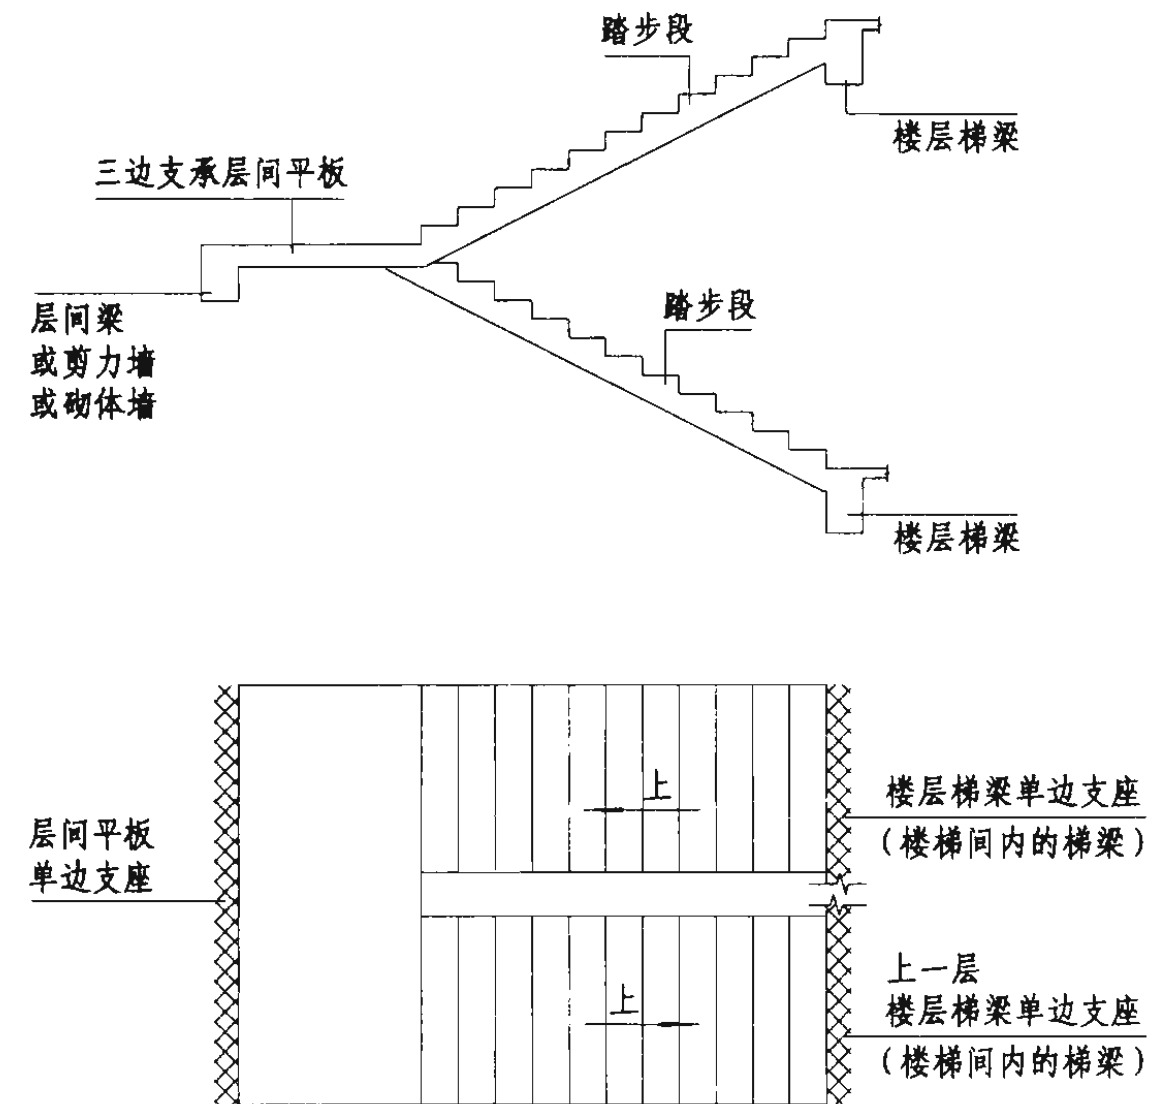 踏步段
楼层梯梁
三边支承层间平板
层间梁
或剪力墙
或砌体墙
踏步段
楼层梯梁
上
楼层梯梁单边支座
(楼梯间内的梯梁)
层间平板
单边支座
上
上一层
楼层梯梁单边支座
(楼梯间内的梯梁)